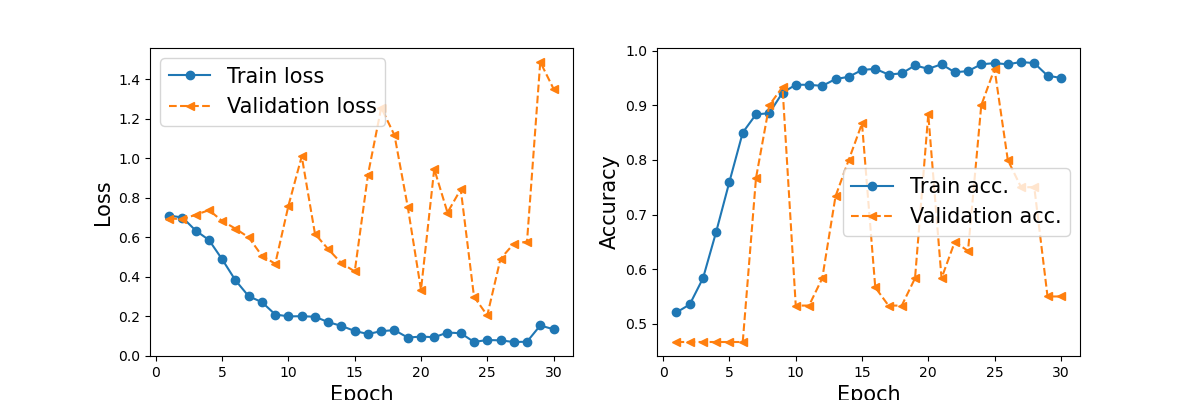 Train loss
Validation loss
Loss
1.4
1.2
1.0
0.8
0.6
0.4
0.2
0.0
0 5 10 15 20 25 30
Epoch
Train acc.
Validation acc.
Accuracy
1.0
0.9
0.8
0.7
0.6
0.5
0 5 10 15 20 25 30
Epoch